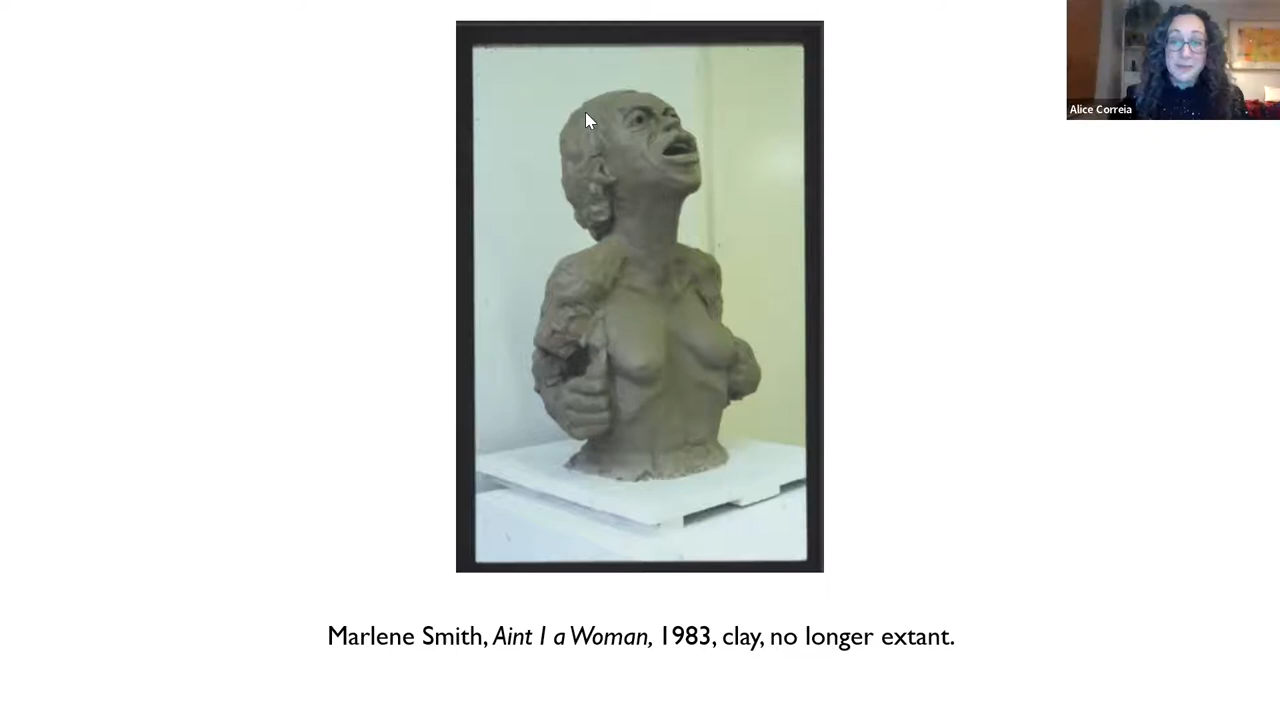 Alice Correia
Marlene Smith, Aint I a Woman, 1983, clay, no longer extant.